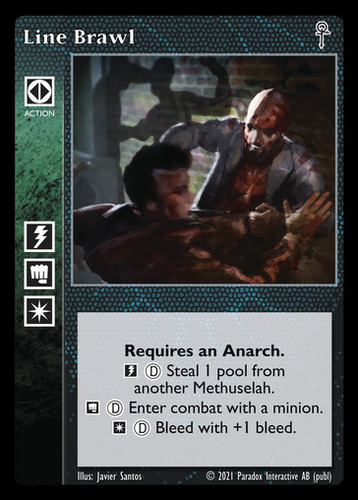 Line Brawl
ACTION
Requires an Anarch.
Ⓓ Steal 1 pool from
another Methuselah.
Ⓓ Enter combat with a minion.
Ⓓ Bleed with +1 bleed.
Illus: Javier Santos © 2021 Paradox Interactive AB (publ)